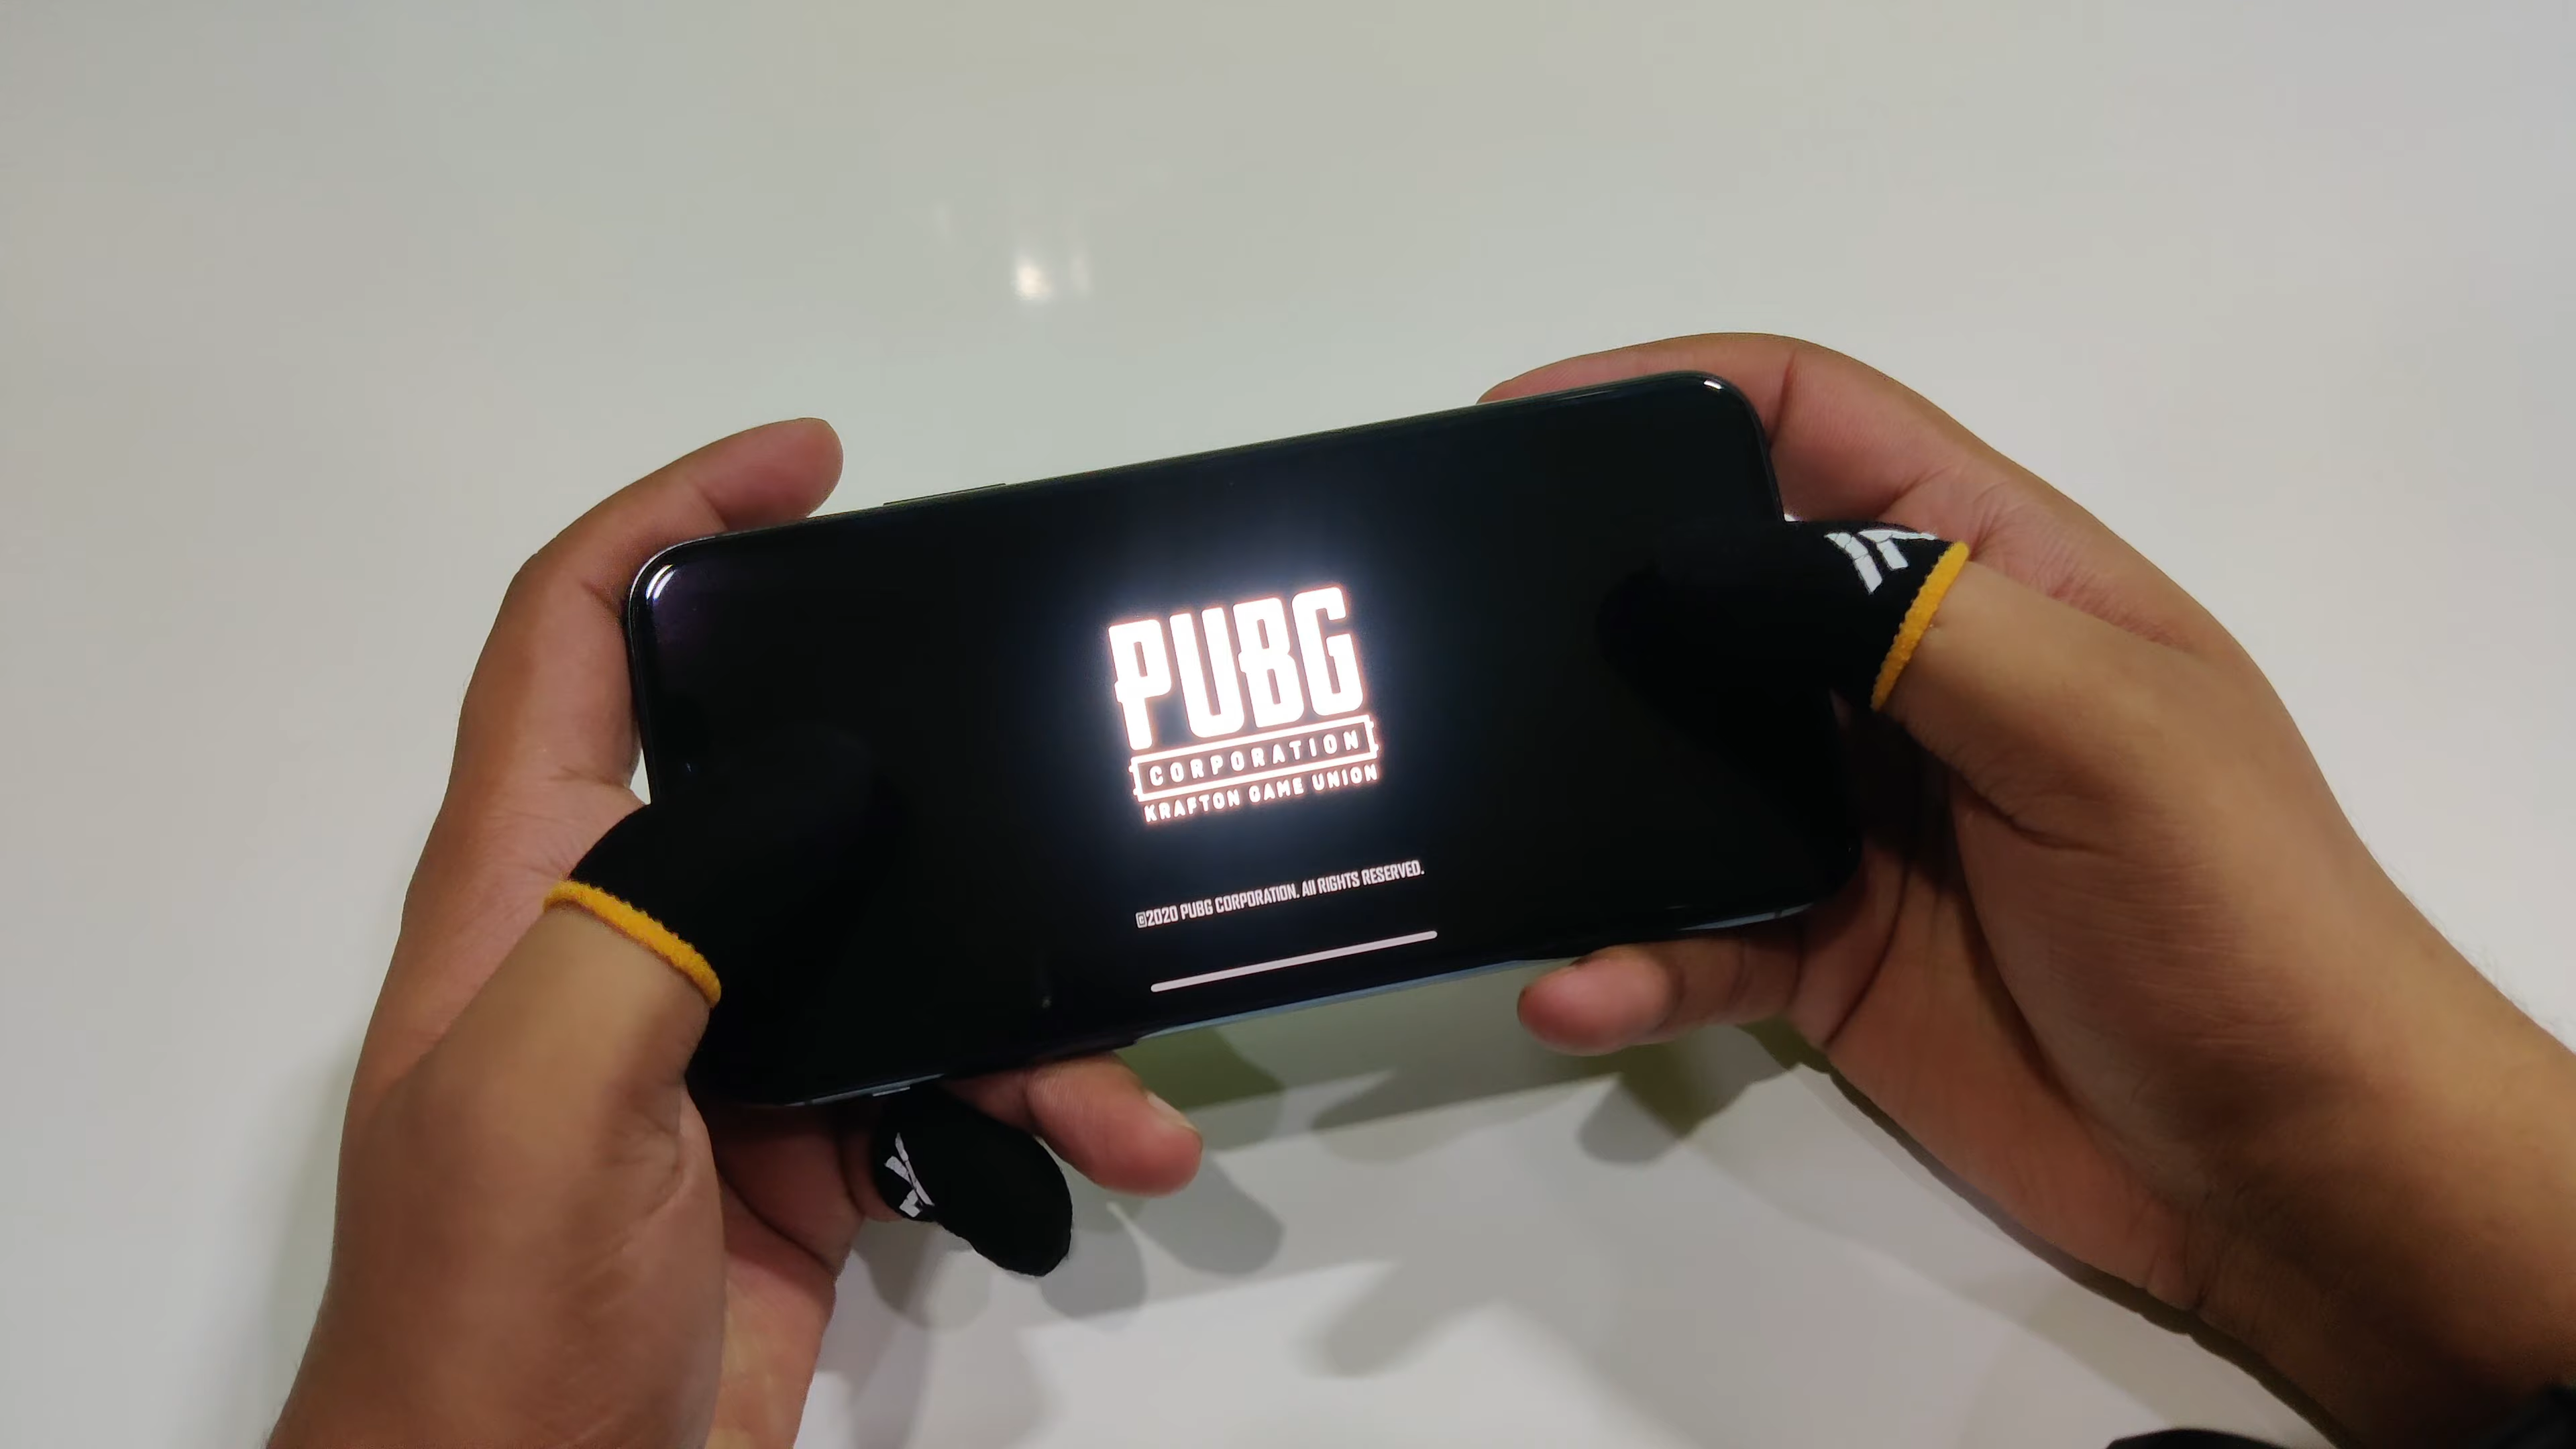 PUBG
CORPORATION
KRAFTON GAME UNION
©2020 PUBG CORPORATION. All RIGHTS RESERVED.